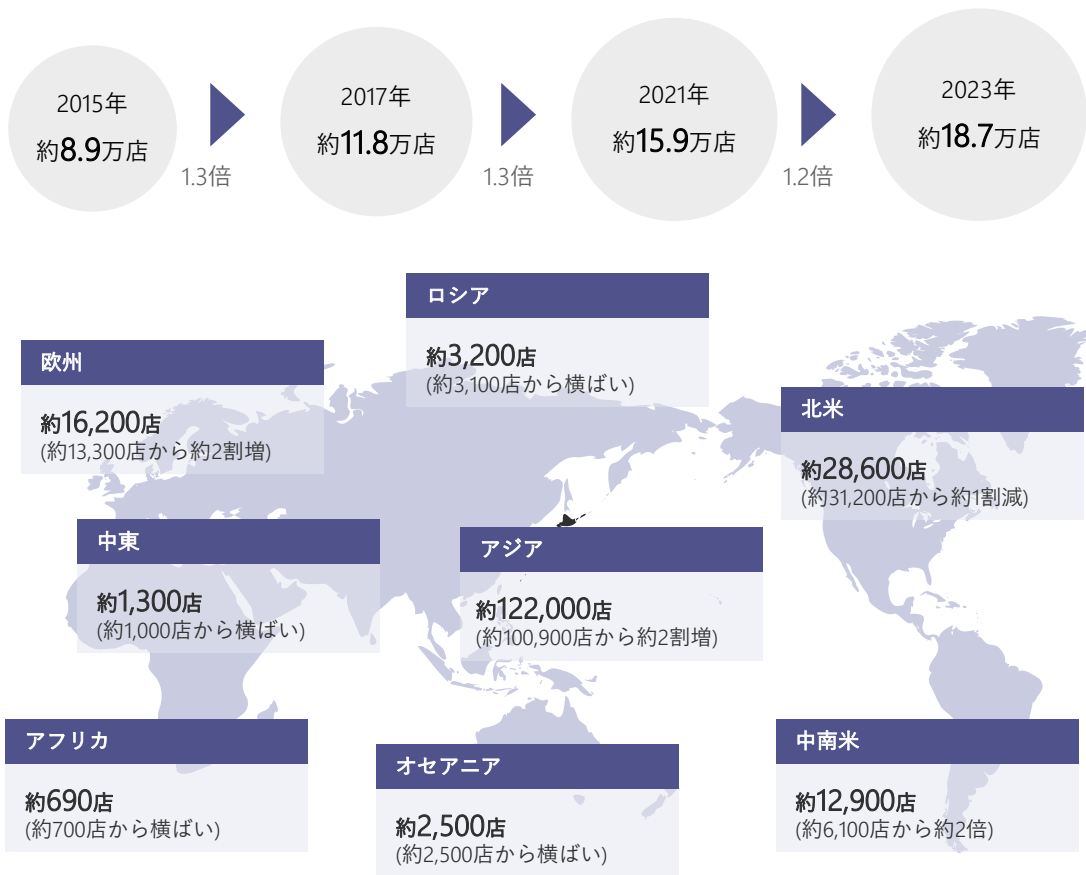 2015年
約8.9万店
1.3倍
2017年
約11.8万店
1.3倍
2021年
約15.9万店
1.2倍
2023年
約18.7万店
ロシア
約3,200店
(約3,100店から横ばい)
欧州
約16,200店
(約13,300店から約2割増)
北米
約28,600店
(約31,200店から約1割減)
中東
約1,300店
(約1,000店から横ばい)
アジア
約122,000店
(約100,900店から約2割増)
アフリカ
約690店
(約700店から横ばい)
オセアニア
約2,500店
(約2,500店から横ばい)
中南米
約12,900店
(約6,100店から約2倍)